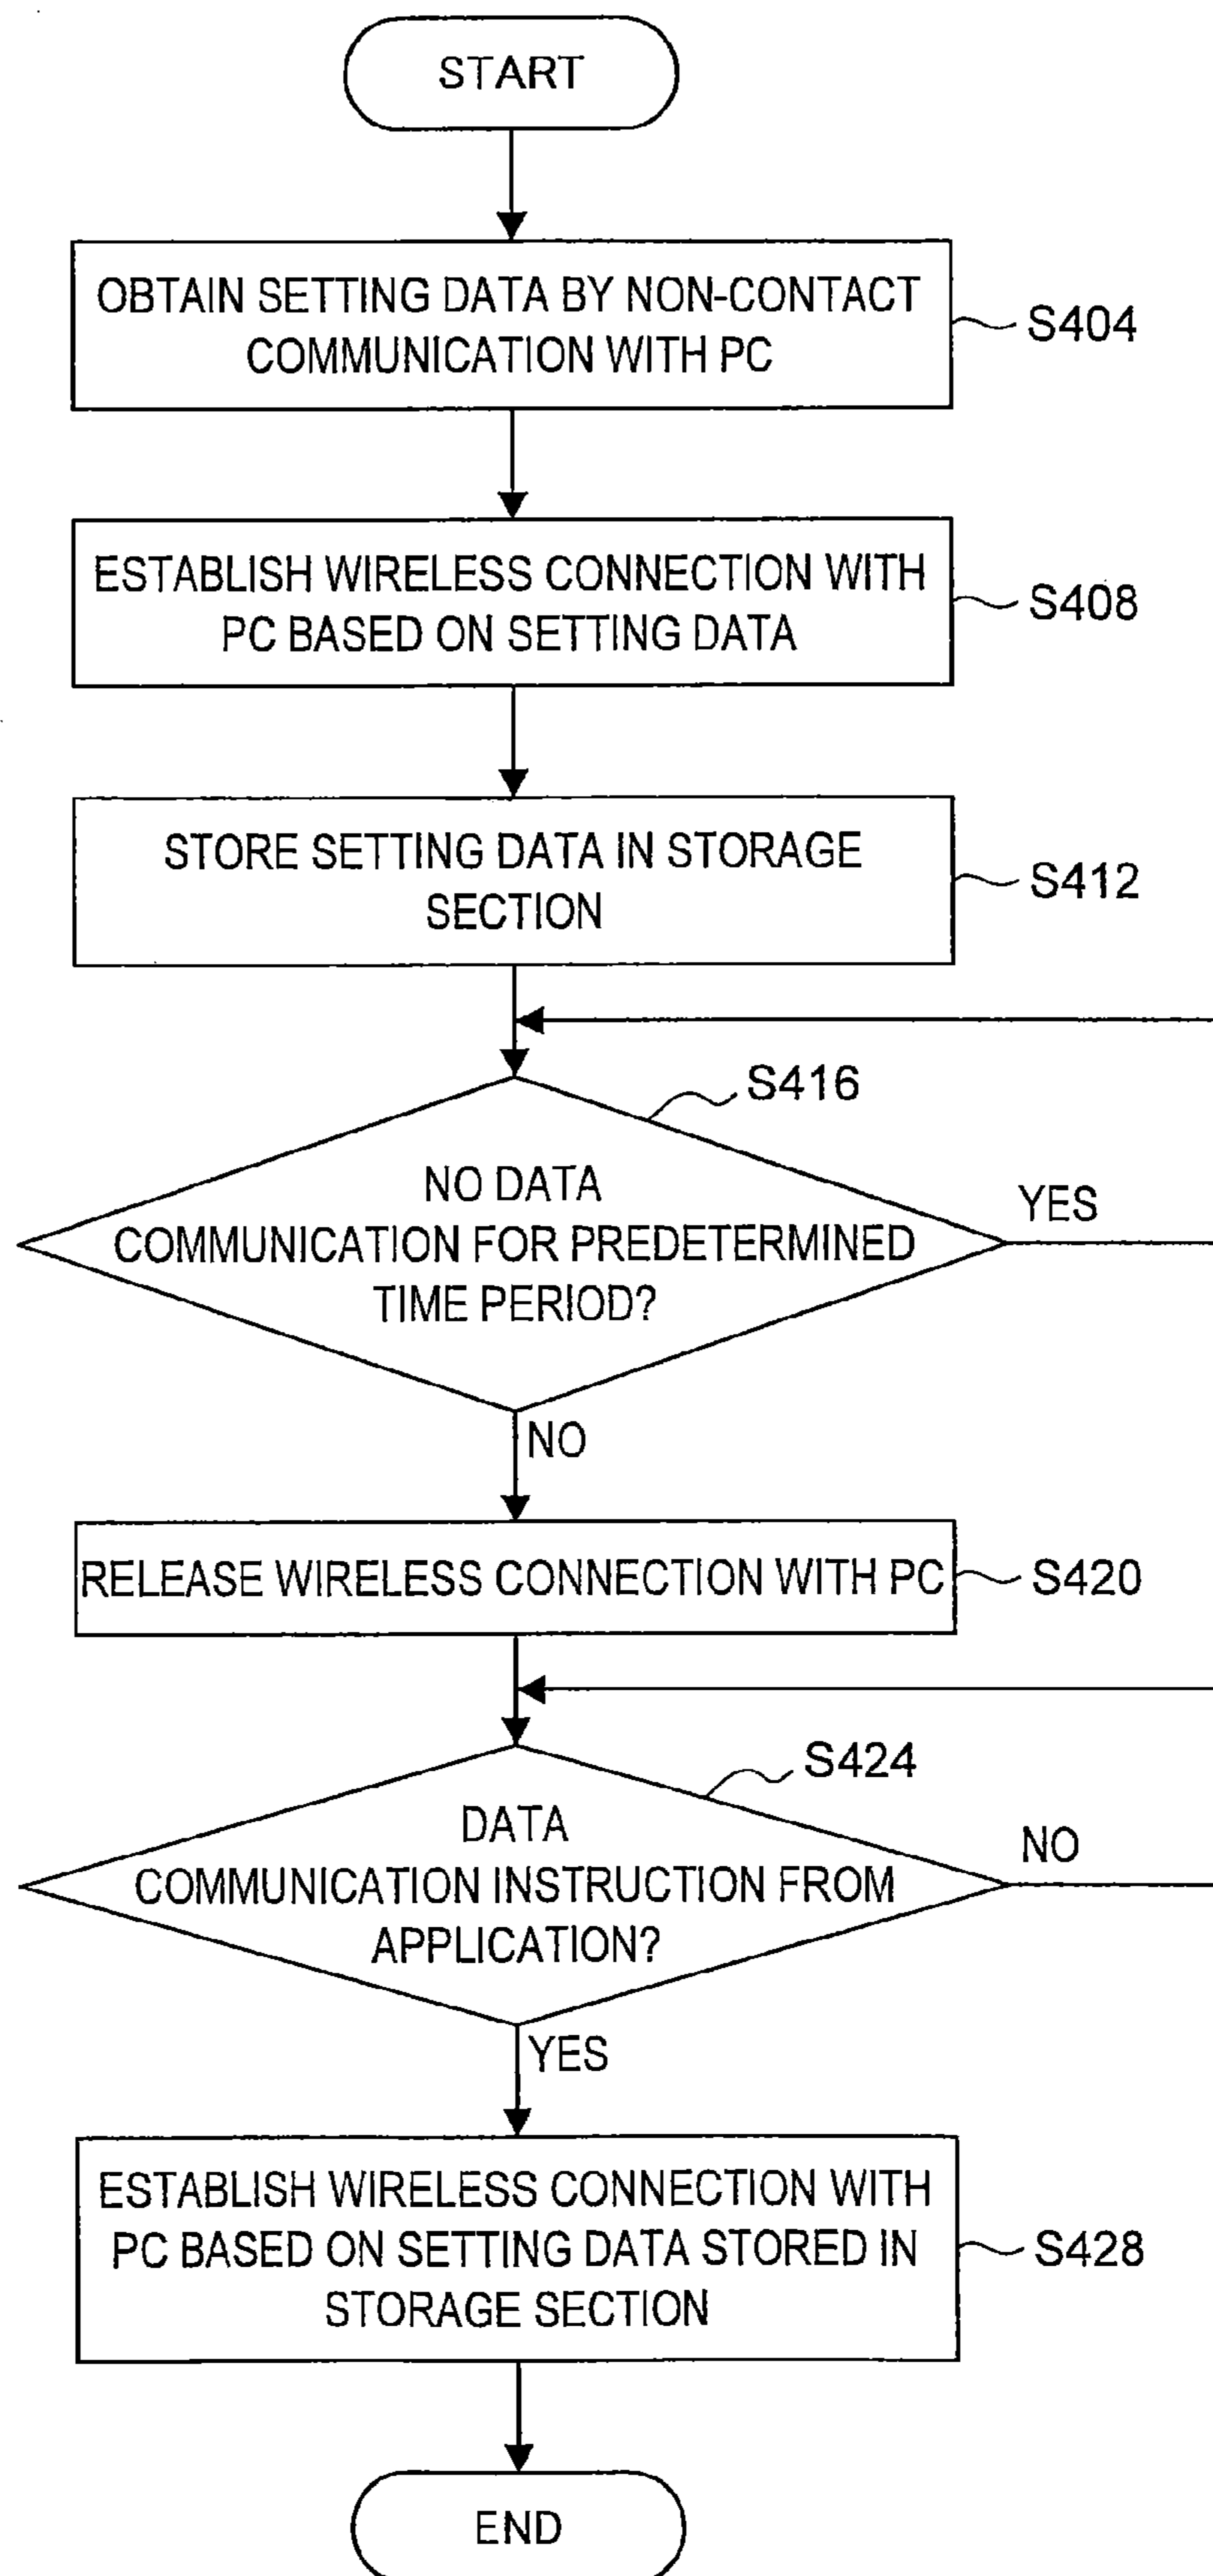 START
OBTAIN SETTING DATA BY NON-CONTACT
COMMUNICATION WITH PC
S404
ESTABLISH WIRELESS CONNECTION WITH
PC BASED ON SETTING DATA
S408
STORE SETTING DATA IN STORAGE
SECTION
S412
S416
NO DATA
COMMUNICATION FOR PREDETERMINED
TIME PERIOD?
YES
NO
RELEASE WIRELESS CONNECTION WITH PC
S420
S424
DATA
COMMUNICATION INSTRUCTION FROM
APPLICATION?
NO
YES
ESTABLISH WIRELESS CONNECTION WITH
PC BASED ON SETTING DATA STORED IN
STORAGE SECTION
S428
END